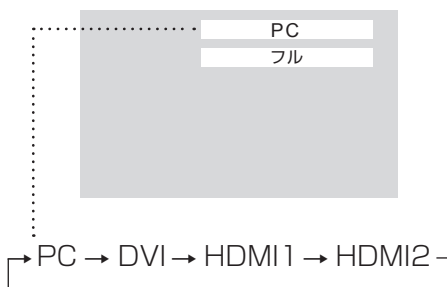 PC
フル
PC → DVI → HDMI1 → HDMI2